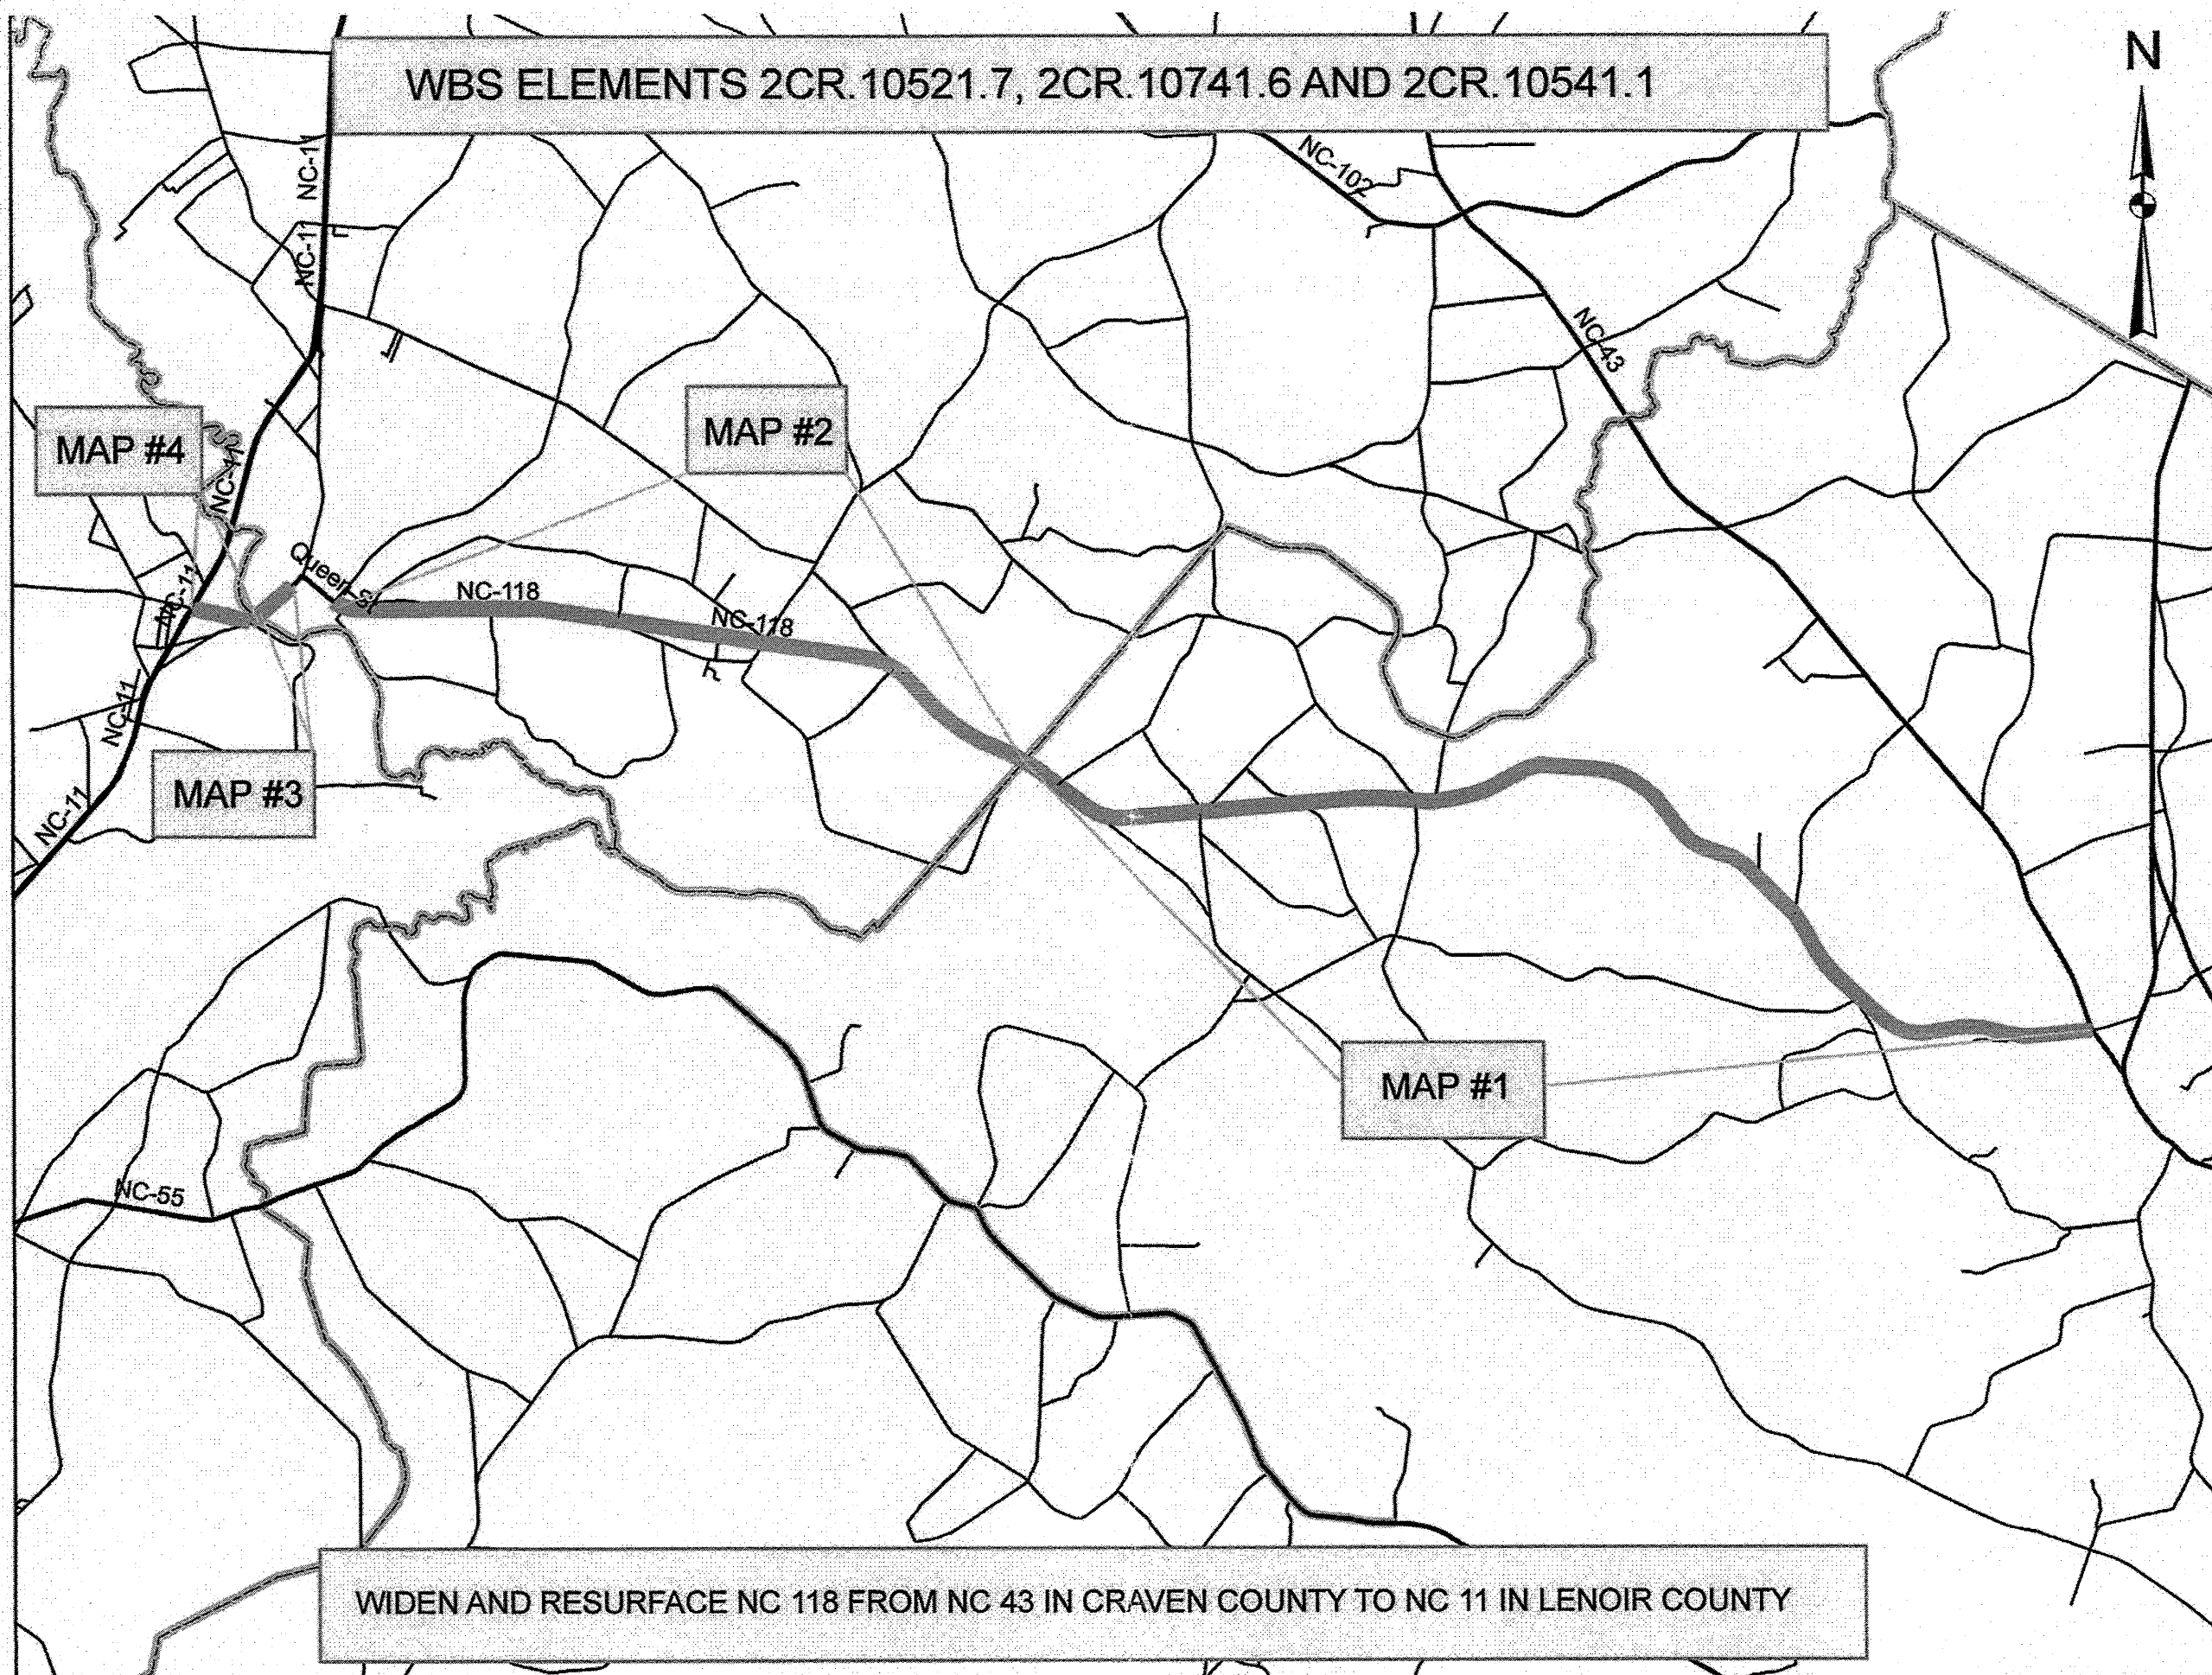 WBS ELEMENTS 2CR.10521.7, 2CR.10741.6 AND 2CR.10541.1
N
NC-11
NC-102
NC-11
NC-43
MAP #2
MAP #4
NC-11
Queen St
NC-11
NC-118
NC-118
NC-11
MAP #3
NC-11
MAP #1
NC-55
WIDEN AND RESURFACE NC 118 FROM NC 43 IN CRAVEN COUNTY TO NC 11 IN LENOIR COUNTY